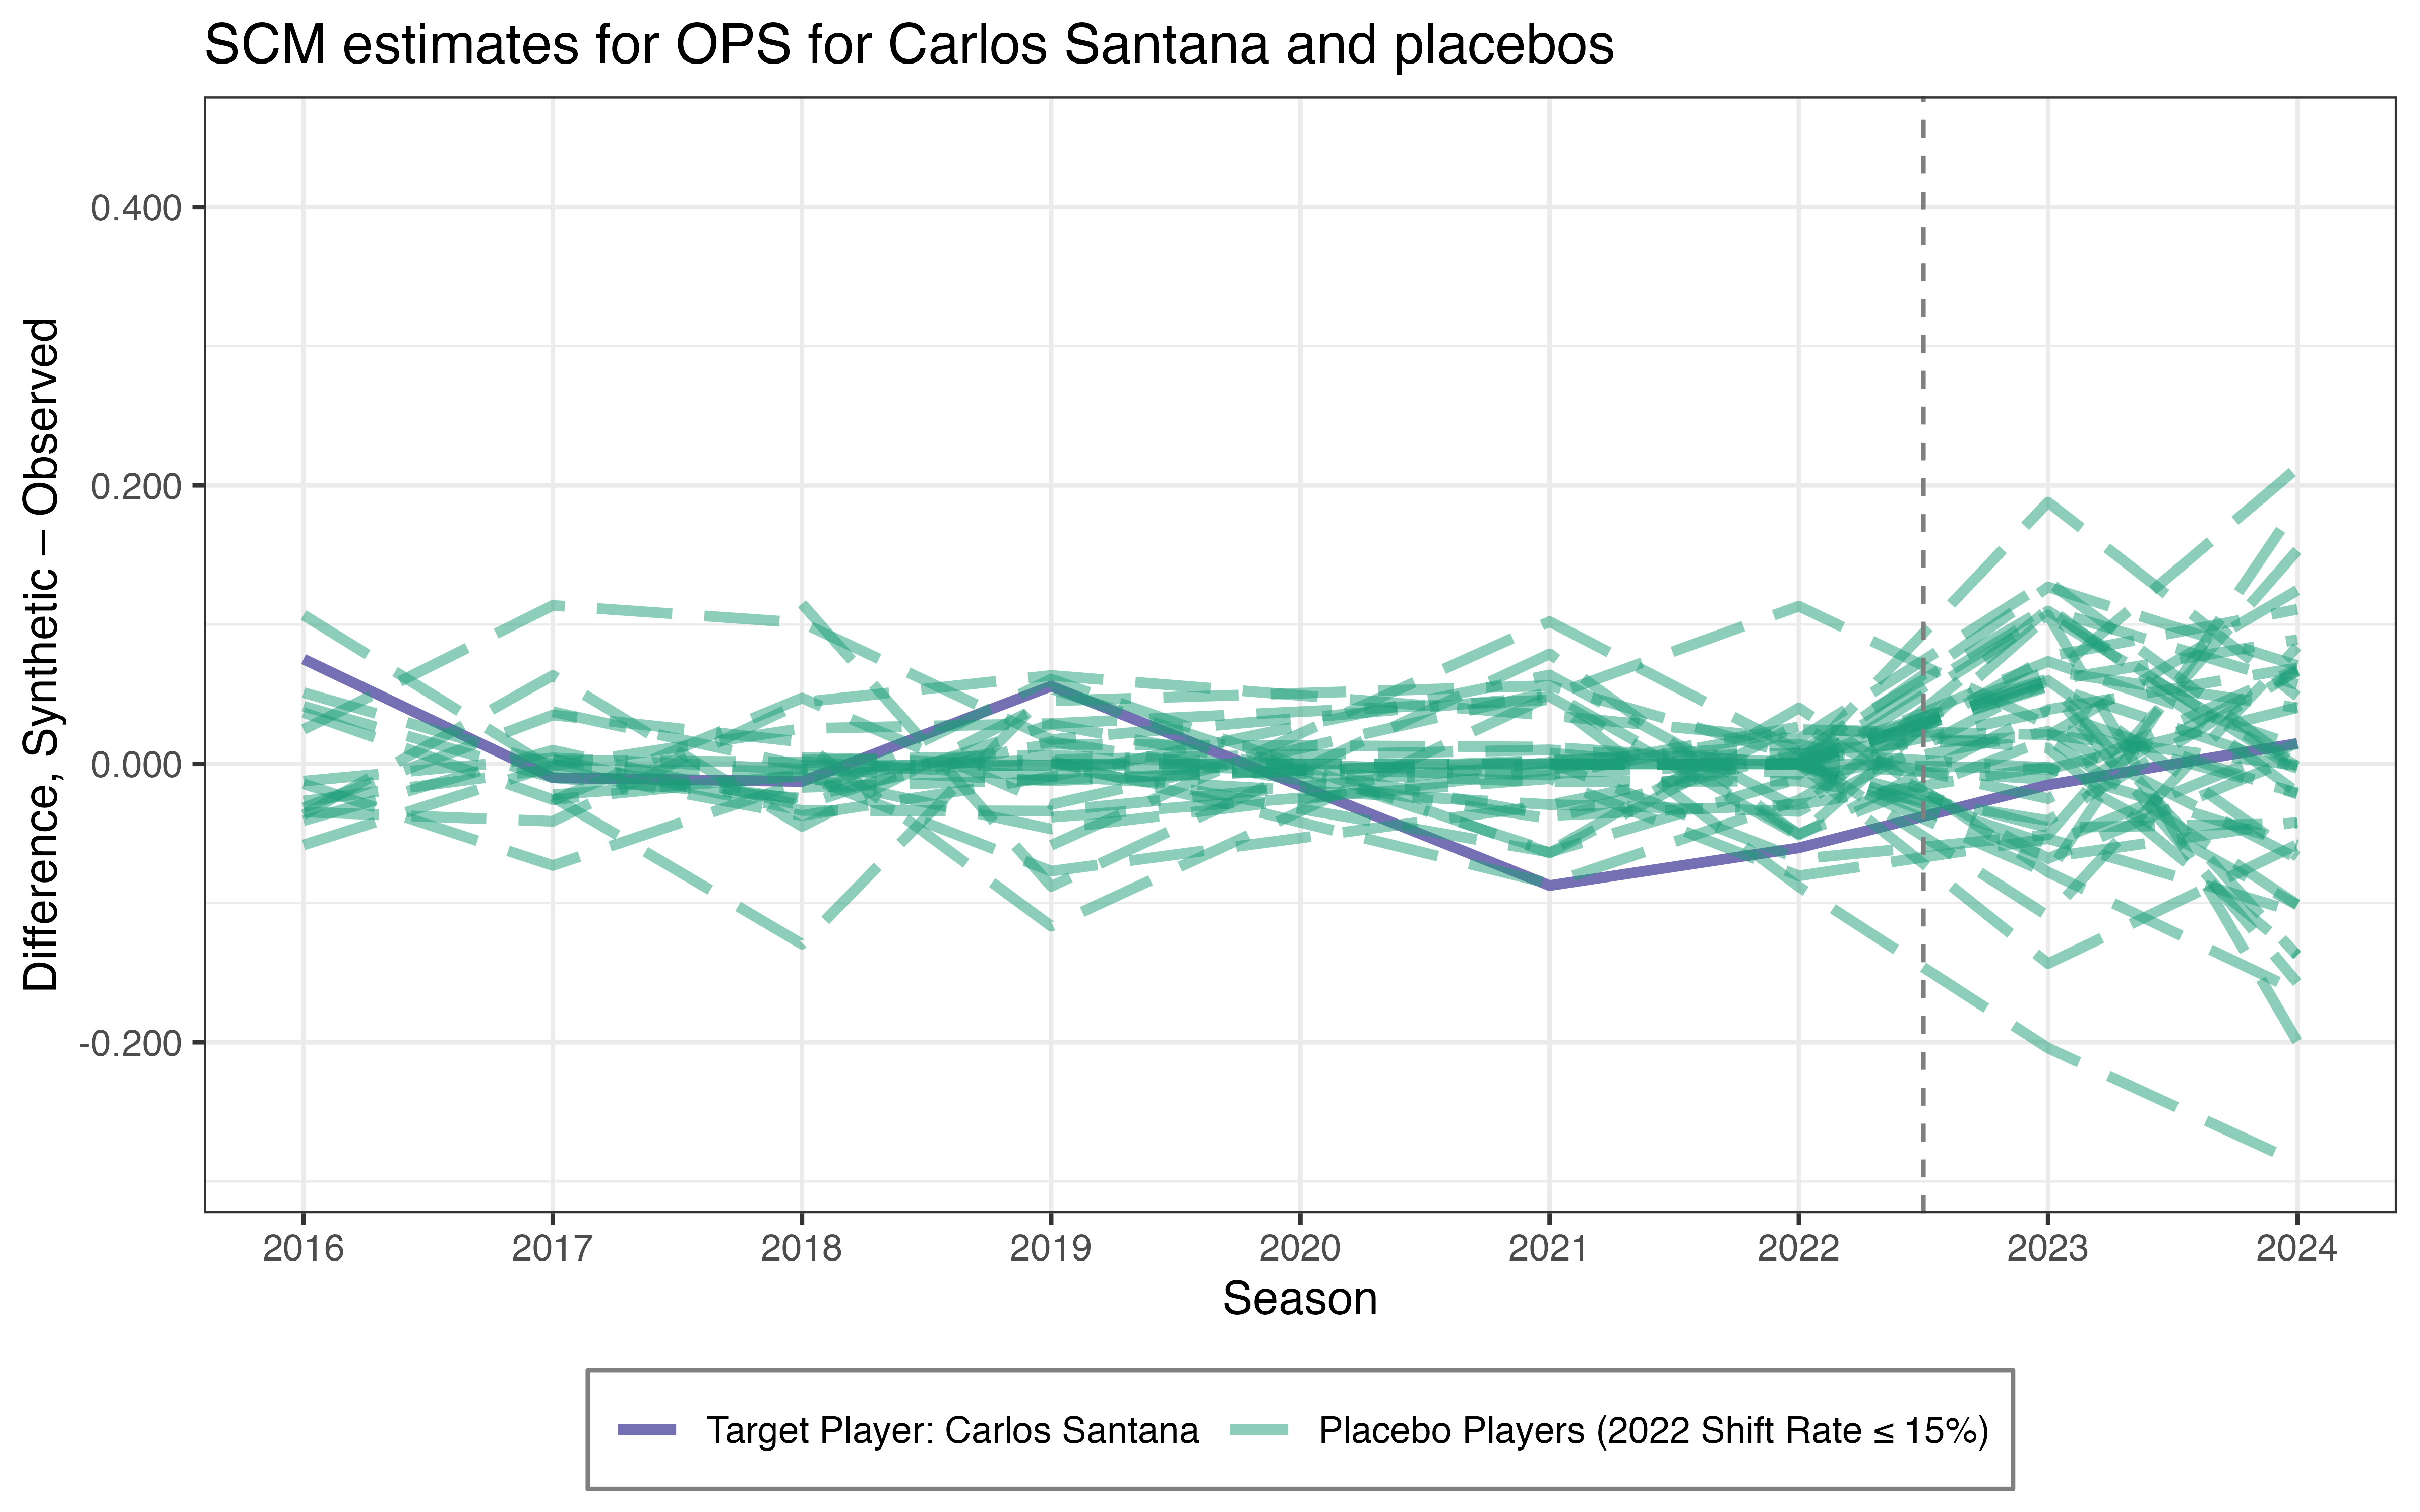 SCM estimates for OPS for Carlos Santana and placebos
Difference, Synthetic − Observed
0.400
0.200
0.000
-0.200
2016 2017 2018 2019 2020 2021 2022 2023 2024
Season
Target Player: Carlos Santana Placebo Players (2022 Shift Rate ≤ 15%)